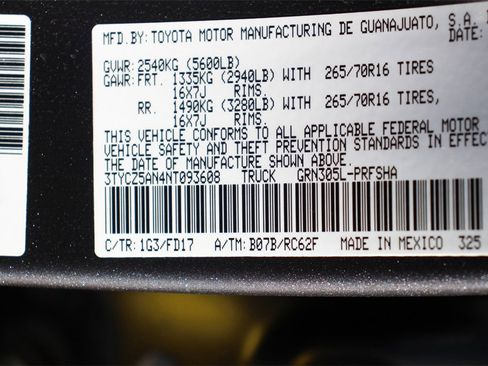 MFD.BY:TOYOTA MOTOR MANUFACTURING DE GUANAJUATO, S.A.
DATE:
GVWR: 2540KG (5600LB)
GAWR:FRT. 1335KG (2940LB) WITH 265/70R16 TIRES
16X7J RIMS.
RR. 1490KG (3280LB) WITH 265/70R16 TIRES,
16X7J RIMS.
THIS VEHICLE CONFORMS TO ALL APPLICABLE FEDERAL MOTOR
VEHICLE SAFETY AND THEFT PREVENTION STANDARDS IN EFFEC
THE DATE OF MANUFACTURE SHOWN ABOVE.
3TYCZ5AN4NT093608 TRUCK GRN305L-PRFSHA
C/TR: 1G3/FD17 A/TM: B07B/RC62F MADE IN MEXICO 325